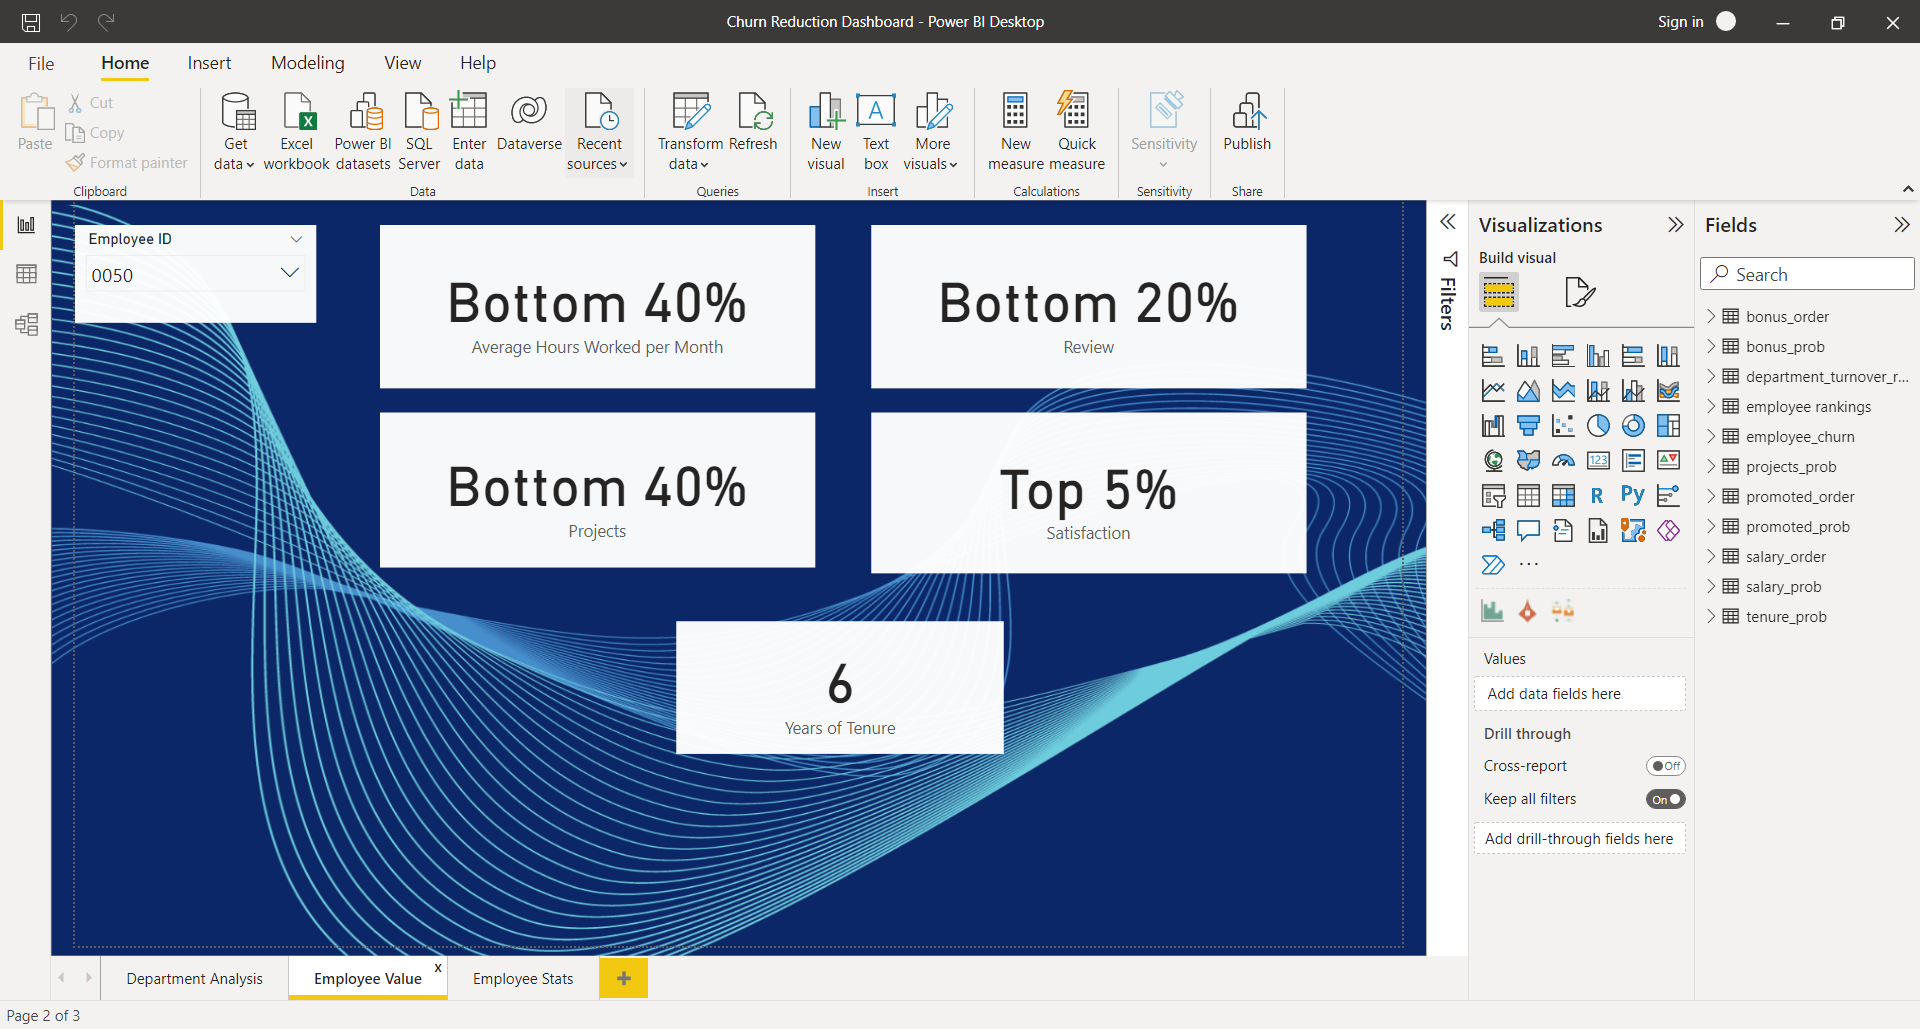 Churn Reduction Dashboard - Power BI Desktop
Sign in
File Home Insert Modeling View Help
Paste
Cut
Copy
Format painter
Clipboard
Get data
Excel workbook
Power BI datasets
SQL Server
Enter data
Dataverse
Recent sources
Data
Transform data
Refresh
Queries
New visual
Text box
More visuals
Insert
New measure
Quick measure
Calculations
Sensitivity
Sensitivity
Publish
Share
Employee ID
0050
Bottom 40%
Average Hours Worked per Month
Bottom 20%
Review
Bottom 40%
Projects
Top 5%
Satisfaction
6
Years of Tenure
Filters
Visualizations
Build visual
123
R
Py
...
Values
Add data fields here
Drill through
Cross-report
Off
Keep all filters
On
Add drill-through fields here
Fields
Search
bonus_order
bonus_prob
department_turnover_r...
employee rankings
employee_churn
projects_prob
promoted_order
promoted_prob
salary_order
salary_prob
tenure_prob
Department Analysis
Employee Value
x
Employee Stats
+
Page 2 of 3